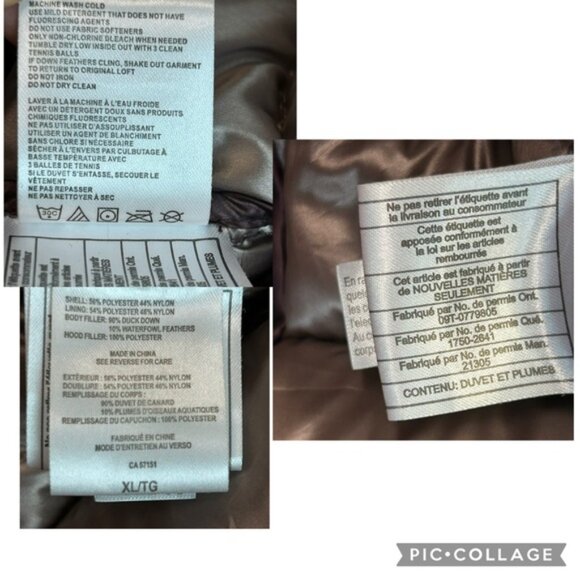 MACHINE WASH COLD
USE MILD DETERGENT THAT DOES NOT HAVE
FLUORESCING AGENTS
DO NOT USE FABRIC SOFTENERS
ONLY NON-CHLORINE BLEACH WHEN NEEDED
TUMBLE DRY LOW INSIDE OUT WITH 3 CLEAN
TENNIS BALLS
IF DOWN FEATHERS CLING, SHAKE OUT GARMENT
TO RETURN TO ORIGINAL LOFT
DO NOT IRON
DO NOT DRY CLEAN
LAVER À LA MACHINE À L'EAU FROIDE
AVEC UN DÉTERGENT DOUX SANS PRODUITS
CHIMIQUES FLUORESCENTS
NE PAS UTILISER D'ASSOUPLISSANT
UTILISER UN AGENT DE BLANCHIMENT
SANS CHLORE SI NÉCESSAIRE
SÉCHER À L'ENVERS PAR CULBUTAGE À
BASSE TEMPÉRATURE AVEC
3 BALLES DE TENNIS
SI LE DUVET S'ENTASSE, SECOUER LE
VÊTEMENT
NE PAS REPASSER
NE PAS NETTOYER À SEC
Ne pas retirer l'étiquette avant
la livraison au consommateur
Cette étiquette est
apposée conformément à
la loi sur les articles
rembourrés
Cet article est fabriqué à partir
de NOUVELLES MATIÈRES
SEULEMENT
Fabriqué par No. de permis Ont.
09T-0779805
Fabriqué par No. de permis Qué.
1750-2641
Fabriqué par No. de permis Man.
21305
CONTENU: DUVET ET PLUMES
SHELL: 56% POLYESTER 44% NYLON
LINING: 54% POLYESTER 46% NYLON
BODY FILLER: 90% DUCK DOWN
10% WATERFOWL FEATHERS
HOOD FILLER: 100% POLYESTER
MADE IN CHINA
SEE REVERSE FOR CARE
EXTÉRIEUR : 56% POLYESTER 44% NYLON
DOUBLURE : 54% POLYESTER 46% NYLON
REMPLISSAGE DU CORPS :
90% DUVET DE CANARD
10% PLUMES D'OISEAUX AQUATIQUES
REMPLISSAGE DU CAPUCHON : 100% POLYESTER
FABRIQUÉ EN CHINE
MODE D'ENTRETIEN AU VERSO
CA 57151
XL/TG
PIC•COLLAGE